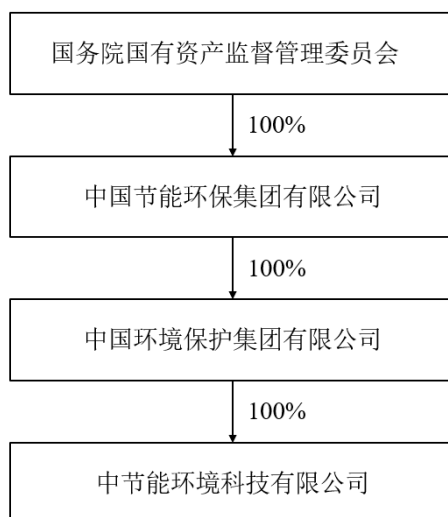 国务院国有资产监督管理委员会
100%
中国节能环保集团有限公司
100%
中国环境保护集团有限公司
100%
中节能环境科技有限公司